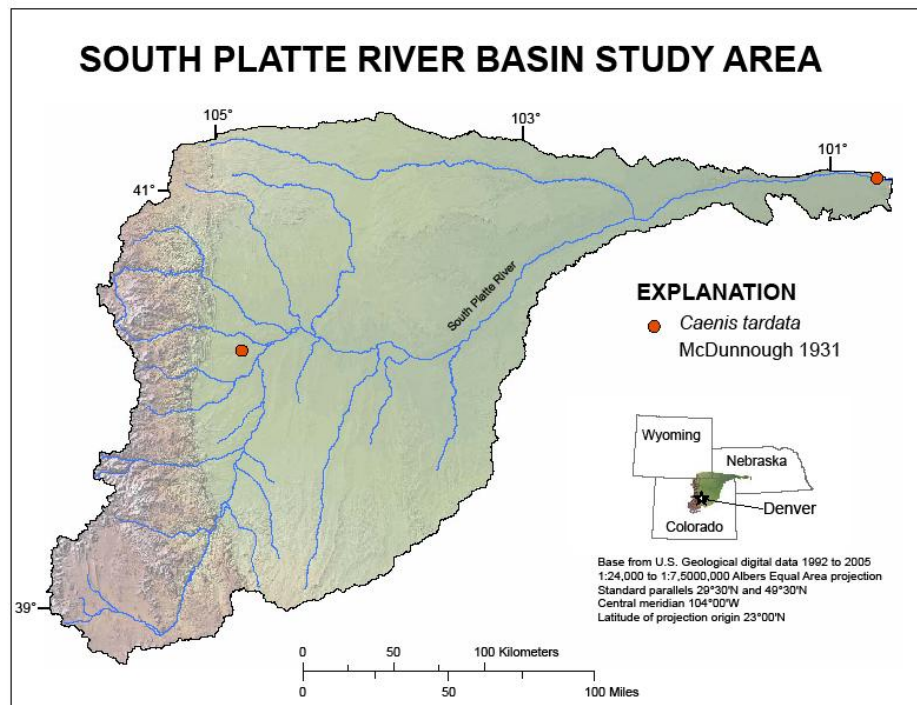 SOUTH PLATTE RIVER BASIN STUDY AREA
105°
103°
101°
41°
South Platte River
EXPLANATION
Caenis tardata
McDunnough 1931
Wyoming
Nebraska
Denver
Colorado
Base from U.S. Geological digital data 1992 to 2005
1:24,000 to 1:7,5000,000 Albers Equal Area projection
Standard parallels 29°30'N and 49°30'N
Central meridian 104°00'W
Latitude of projection origin 23°00'N
39°
0 50 100 Kilometers
0 50 100 Miles